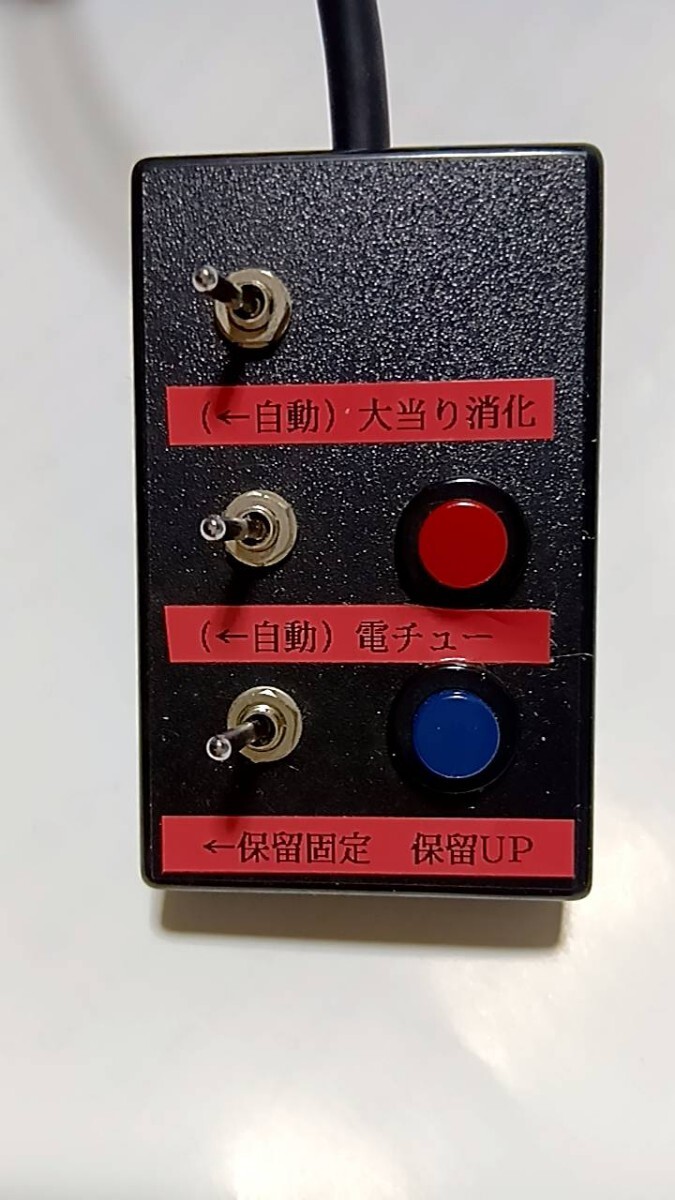 （←自動）大当り消化
（←自動）電チュー
←保留固定　保留UP